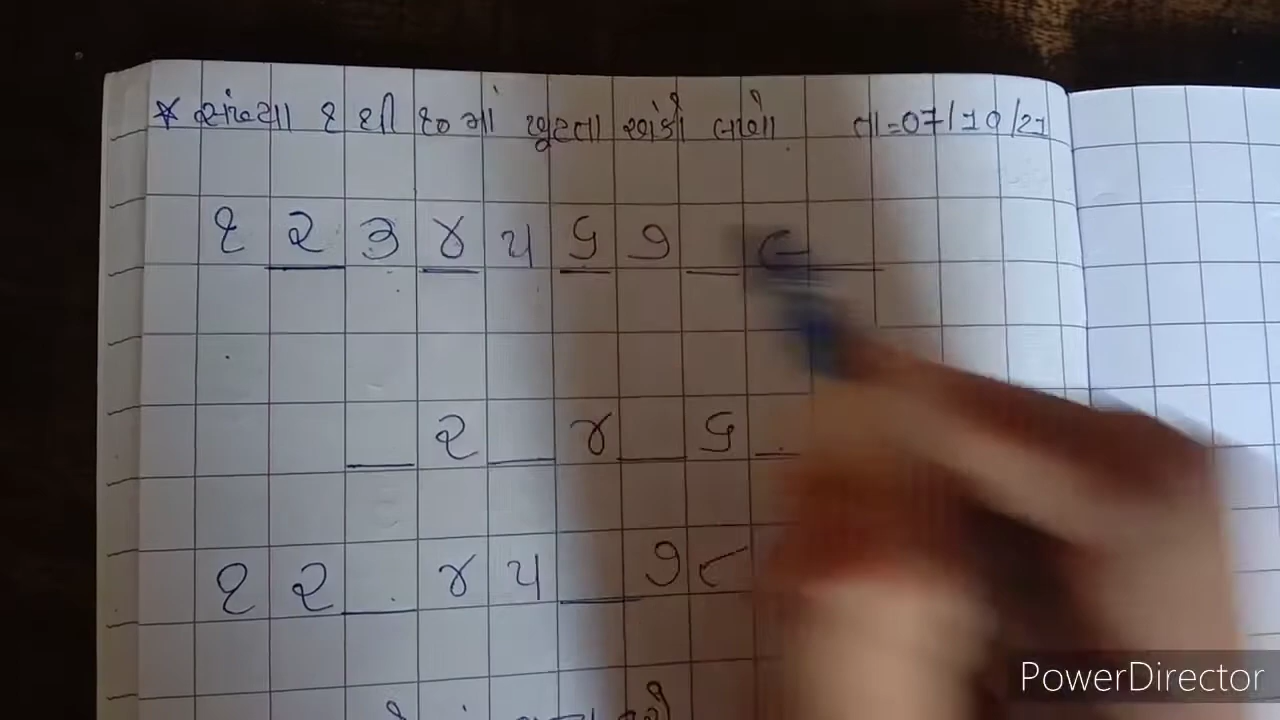 * સંખ્યા ૧ થી ૧૦ માં ખુટતા અંકો લખો તા-07/10/21
૧ ૨ ૩ ૪ ૫ ૬ ૭ _ ૯ _
_ ૨ _ ૪ _ ૬ _
૧ ૨ _ ૪ ૫ _ ૭ ૮
PowerDirector